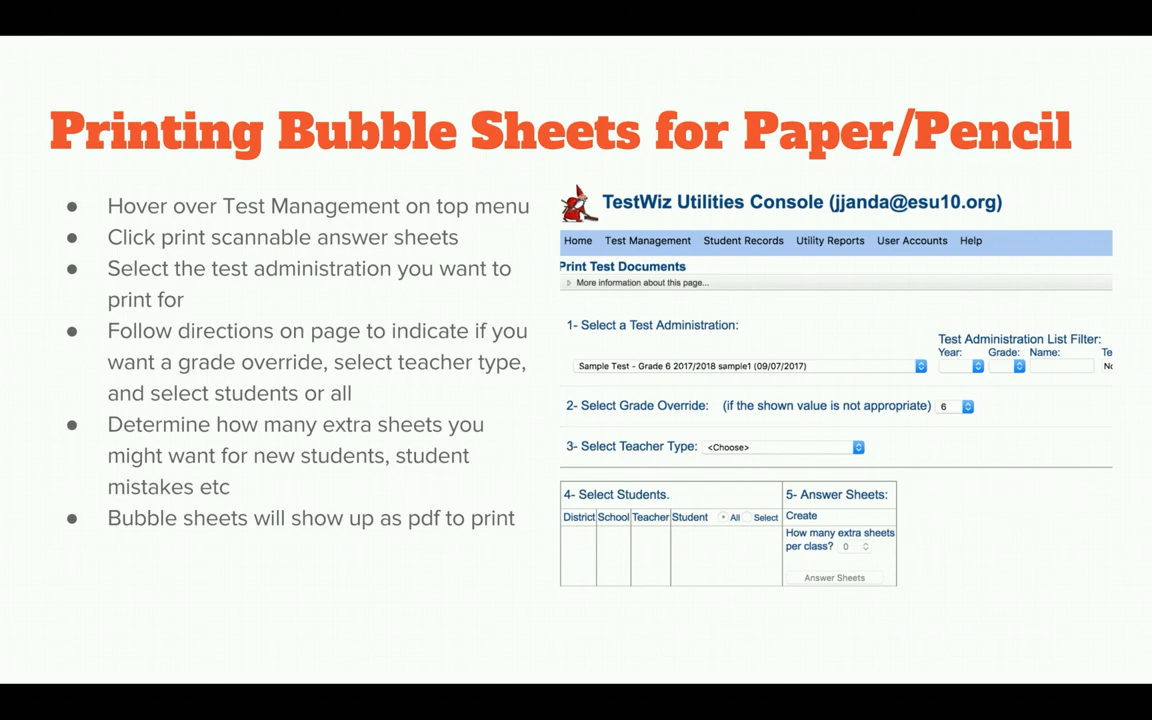 Printing Bubble Sheets for Paper/Pencil
● Hover over Test Management on top menu
● Click print scannable answer sheets
● Select the test administration you want to
print for
● Follow directions on page to indicate if you
want a grade override, select teacher type,
and select students or all
● Determine how many extra sheets you
might want for new students, student
mistakes etc
● Bubble sheets will show up as pdf to print
TestWiz Utilities Console (jjanda@esu10.org)
Home Test Management Student Records Utility Reports User Accounts Help
Print Test Documents
More information about this page...
1- Select a Test Administration:
Test Administration List Filter:
Year: Grade: Name: Te
Sample Test - Grade 6 2017/2018 sample1 (09/07/2017) Nc
2- Select Grade Override: (if the shown value is not appropriate) 6
3- Select Teacher Type: <Choose>
4- Select Students.
District School Teacher Student All Select
5- Answer Sheets:
Create
How many extra sheets
per class? 0
Answer Sheets